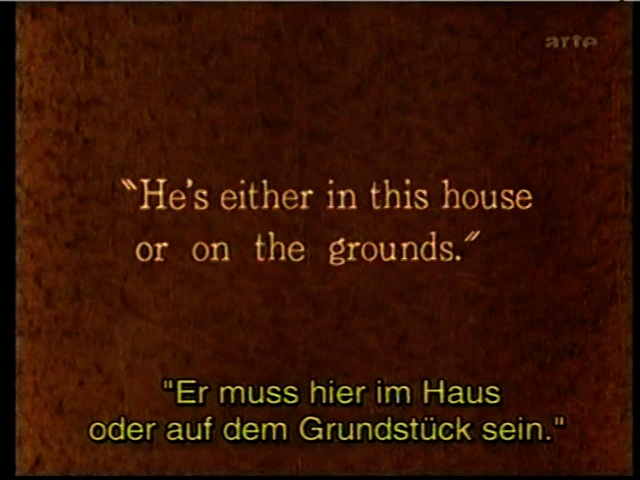 arte
"He's either in this house
or on the grounds."
"Er muss hier im Haus
oder auf dem Grundstück sein."